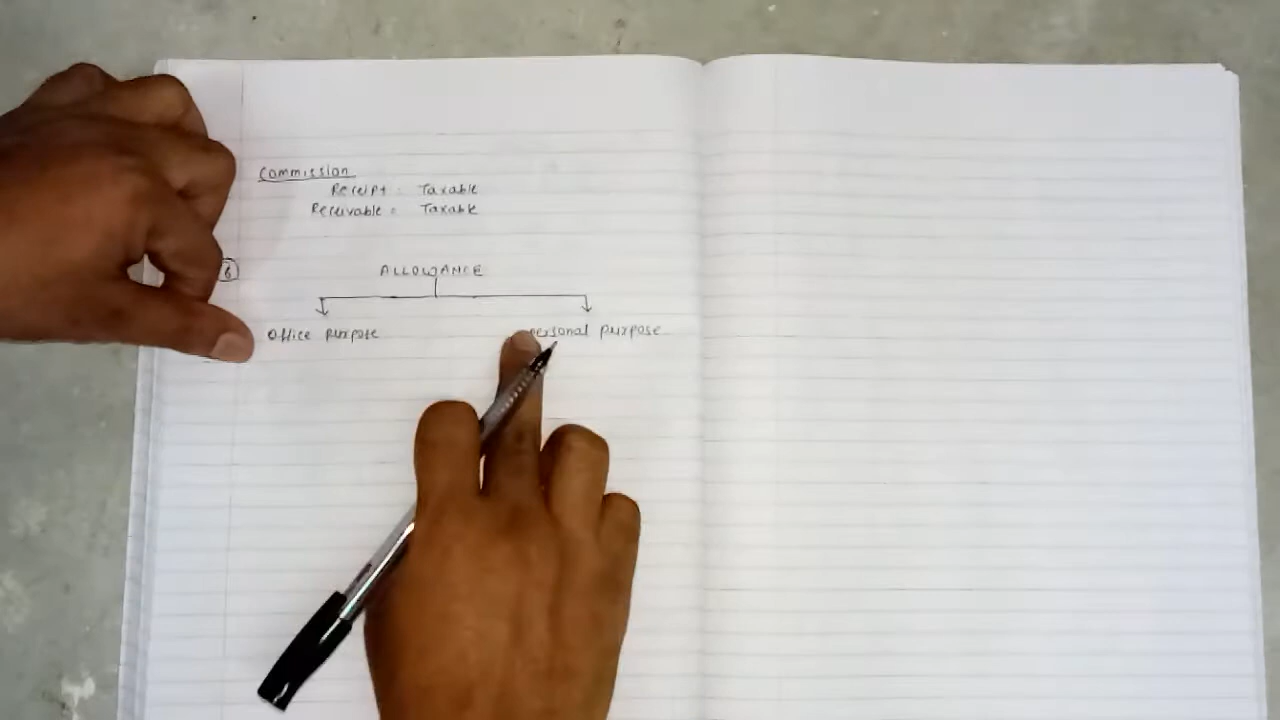 Commission
Receipt = Taxable
Receivable = Taxable
6 ALLOWANCE
Office Purpose personal purpose